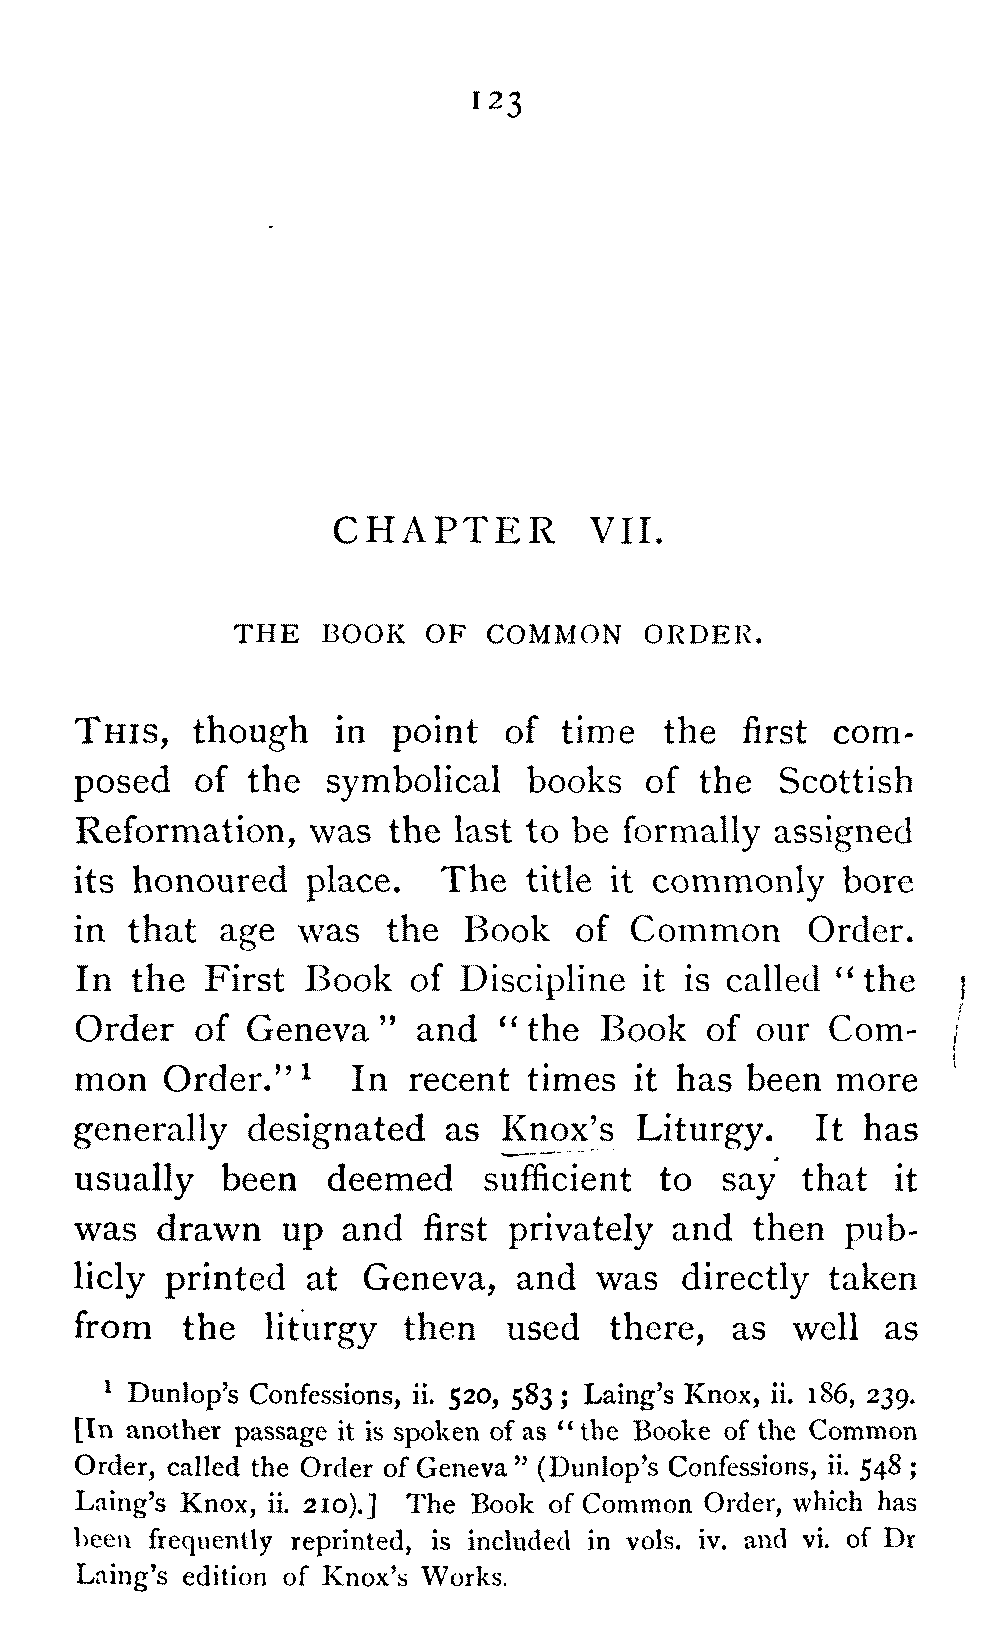 123
CHAPTER VII.
THE BOOK OF COMMON ORDER.
THIS, though in point of time the first com-
posed of the symbolical books of the Scottish
Reformation, was the last to be formally assigned
its honoured place. The title it commonly bore
in that age was the Book of Common Order.
In the First Book of Discipline it is called “the
Order of Geneva” and “the Book of our Com-
mon Order.”¹ In recent times it has been more
generally designated as Knox’s Liturgy. It has
usually been deemed sufficient to say that it
was drawn up and first privately and then pub-
licly printed at Geneva, and was directly taken
from the liturgy then used there, as well as
¹ Dunlop’s Confessions, ii. 520, 583; Laing’s Knox, ii. 186, 239.
[In another passage it is spoken of as “the Booke of the Common
Order, called the Order of Geneva” (Dunlop’s Confessions, ii. 548;
Laing’s Knox, ii. 210).] The Book of Common Order, which has
been frequently reprinted, is included in vols. iv. and vi. of Dr
Laing’s edition of Knox’s Works.